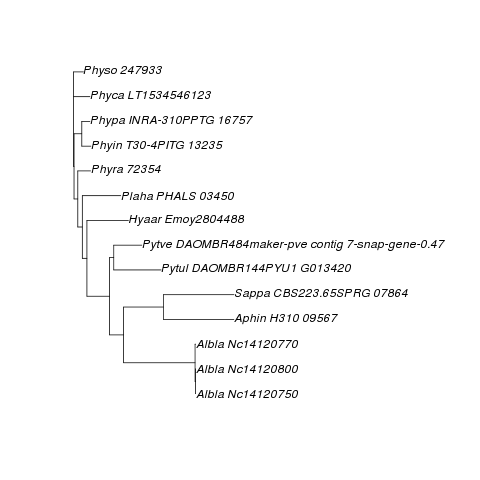 Physo 247933
Phyca LT1534546123
Phypa INRA-310PPTG 16757
Phyin T30-4PITG 13235
Phyra 72354
Plaha PHALS 03450
Hyaar Emoy2804488
Pytve DAOMBR484maker-pve contig 7-snap-gene-0.47
Pytul DAOMBR144PYU1 G013420
Sappa CBS223.65SPRG 07864
Aphin H310 09567
Albla Nc14120770
Albla Nc14120800
Albla Nc14120750